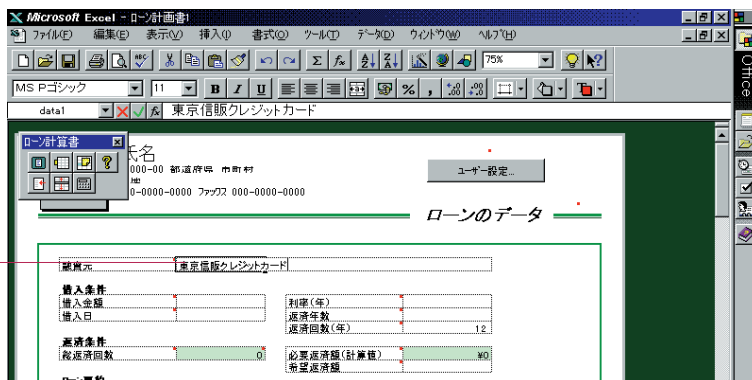 Microsoft Excel - ローン計画書1
ファイル(F) 編集(E) 表示(V) 挿入(I) 書式(O) ツール(T) データ(D) ウィンドウ(W) ヘルプ(H)
75%
MS Pゴシック 11 B I U % ,
data1 東京信販クレジットカード
ローン計算書
氏名
000-00 都道府県 市町村
0-0000-0000 ファックス 000-0000-0000
ユーザー設定...
ローンのデータ
融資元 東京信販クレジットカード
借入条件
借入金額 利率(年)
借入日 返済年数
返済回数(年) 12
返済条件
総返済回数 0 必要返済額(計算値) ¥0
希望返済額
Office